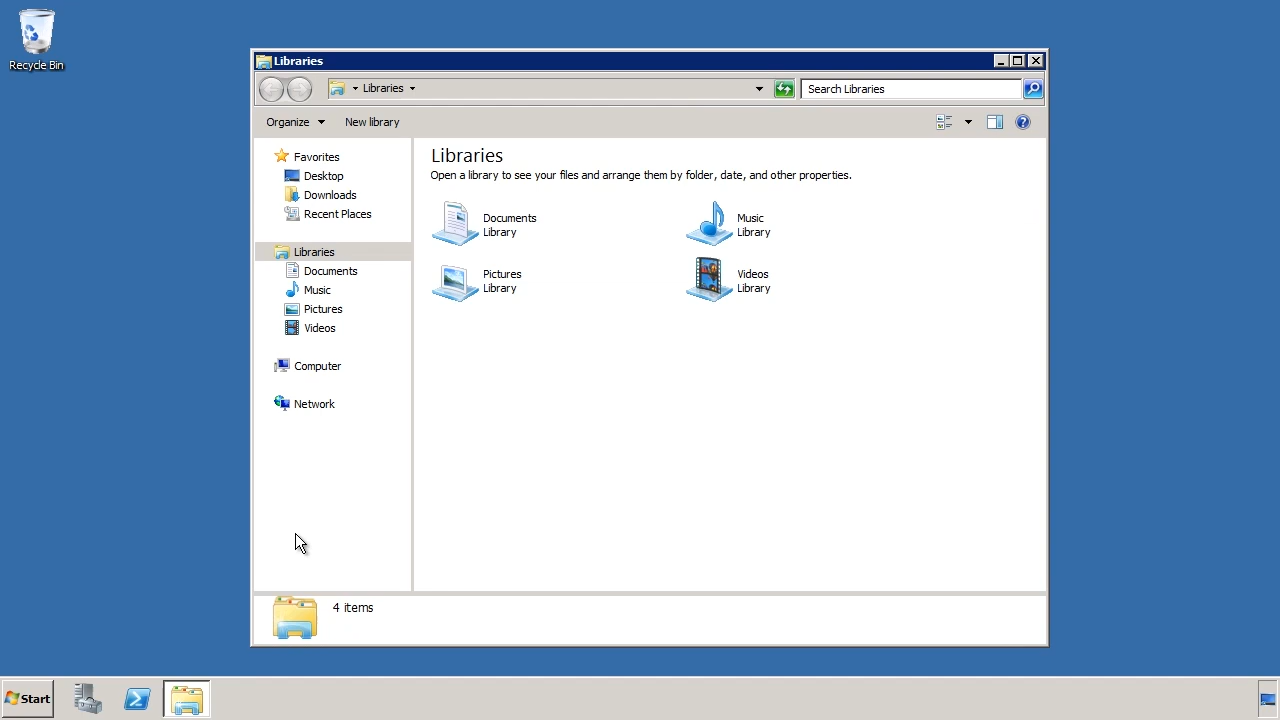 Recycle Bin
Libraries
Libraries
Search Libraries
Organize
New library
Favorites
Desktop
Downloads
Recent Places
Libraries
Documents
Music
Pictures
Videos
Computer
Network
Libraries
Open a library to see your files and arrange them by folder, date, and other properties.
Documents
Library
Music
Library
Pictures
Library
Videos
Library
4 items
Start